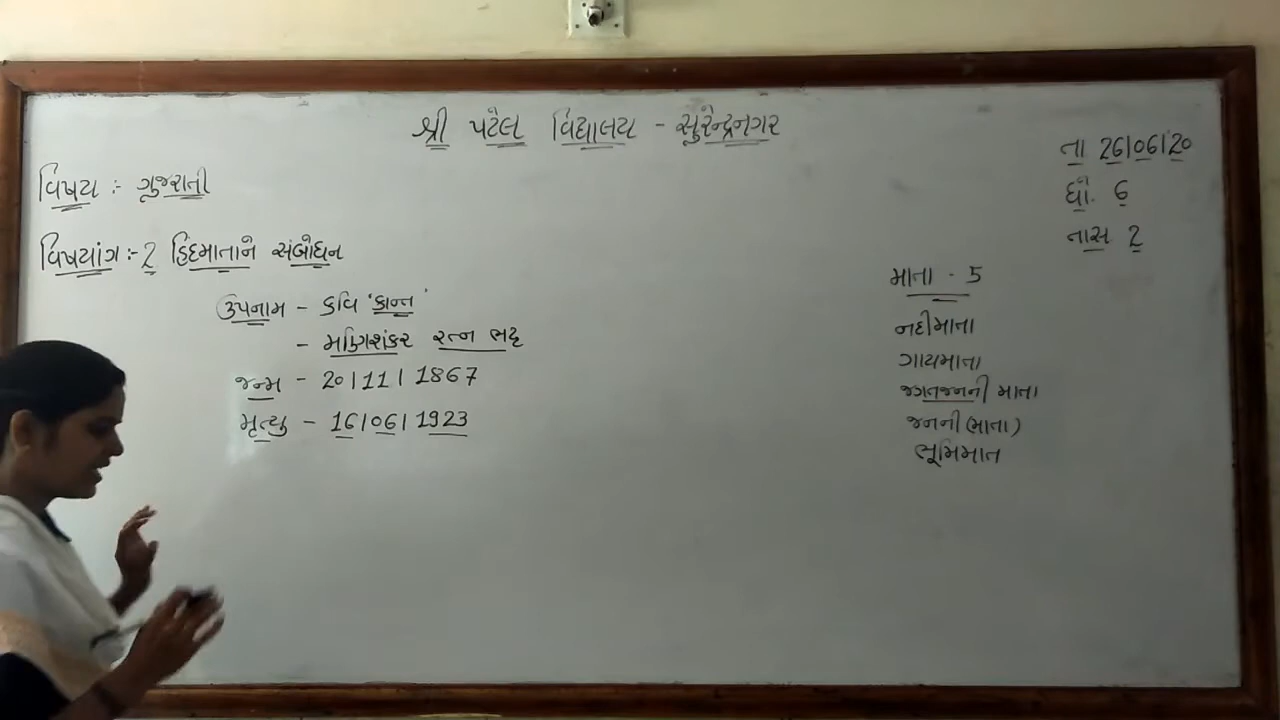 શ્રી પટેલ વિદ્યાલય - સુરેન્દ્રનગર
તા 26/06/20
ધો. 6
તાસ 2
વિષય :- ગુજરાતી
વિષયાંગ :- 2 હિંદમાતાને સંબોધન
ઉપનામ - કવિ 'કાન્ત'
- મણિશંકર રત્ન ભટ્ટ
જન્મ - 20/11/1867
મૃત્યુ - 16/06/1923
માતા - 5
નદીમાતા
ગાયમાતા
જગતજનની માતા
જનની (માતા)
ભૂમિમાત